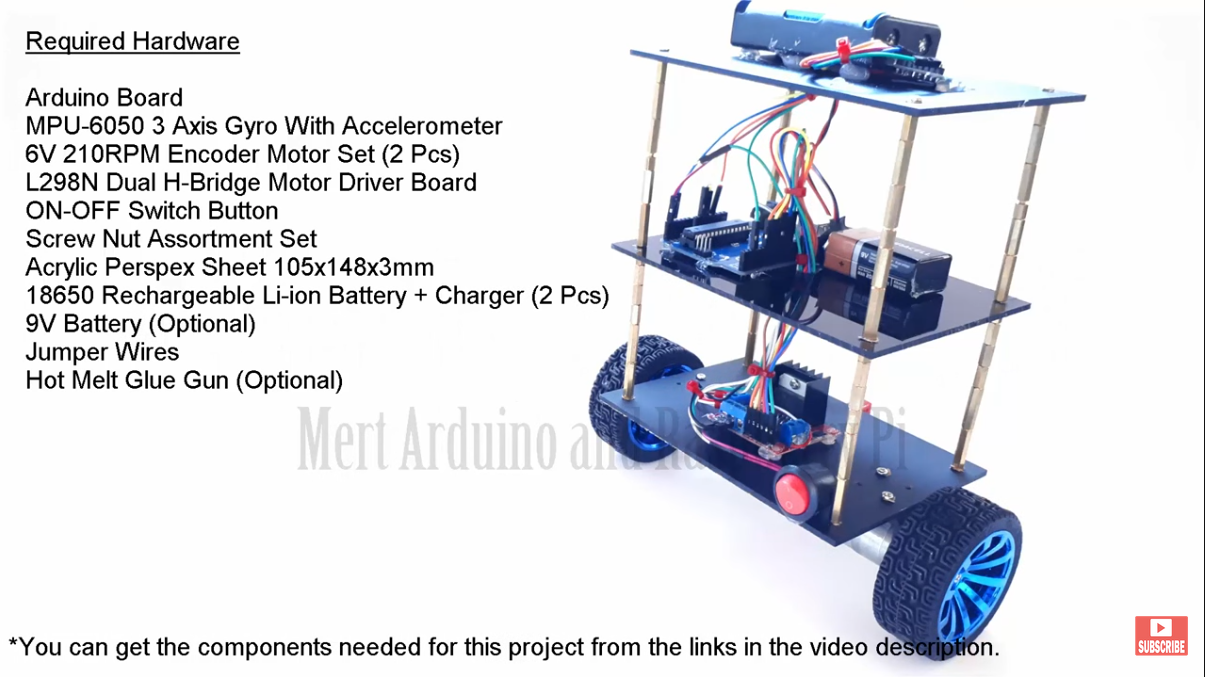 Required Hardware
Arduino Board
MPU-6050 3 Axis Gyro With Accelerometer
6V 210RPM Encoder Motor Set (2 Pcs)
L298N Dual H-Bridge Motor Driver Board
ON-OFF Switch Button
Screw Nut Assortment Set
Acrylic Perspex Sheet 105x148x3mm
18650 Rechargeable Li-ion Battery + Charger (2 Pcs)
9V Battery (Optional)
Jumper Wires
Hot Melt Glue Gun (Optional)
9V
Mert Arduino and Pi
SUBSCRIBE
*You can get the components needed for this project from the links in the video description.